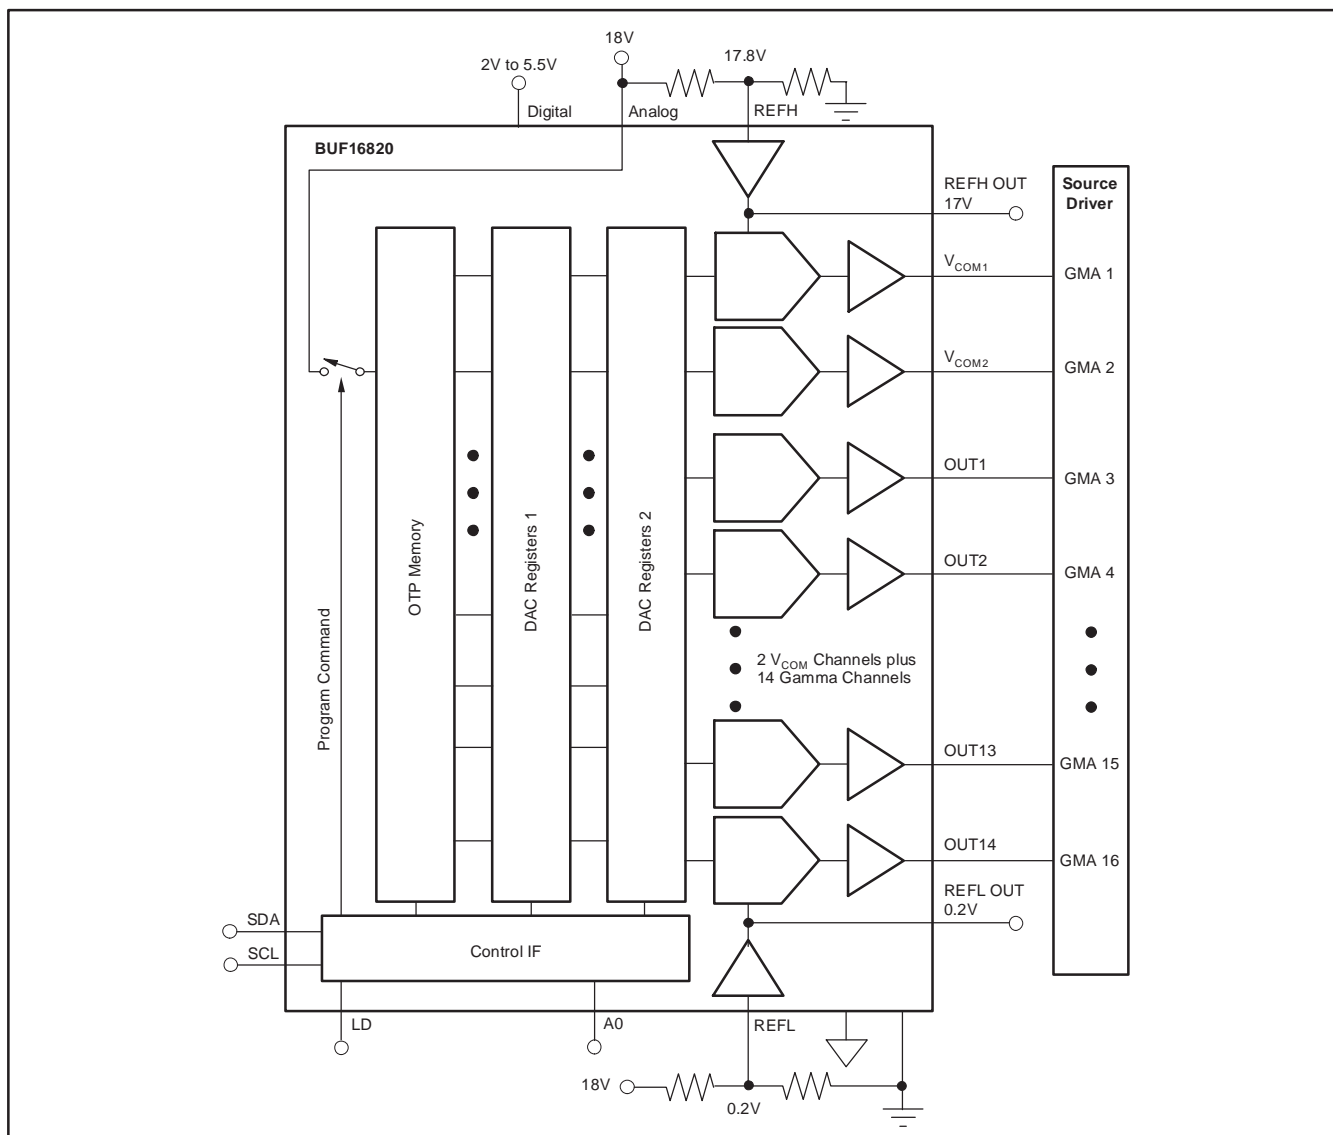 18V
17.8V
2V to 5.5V
Digital
Analog
REFH
BUF16820
REFH OUT
17V
Source
Driver
VCOM1
GMA 1
VCOM2
GMA 2
OUT1
GMA 3
OUT2
GMA 4
OTP Memory
DAC Registers 1
DAC Registers 2
Program Command
2 VCOM Channels plus
14 Gamma Channels
OUT13
GMA 15
OUT14
GMA 16
REFL OUT
0.2V
SDA
SCL
Control IF
LD
A0
REFL
18V
0.2V